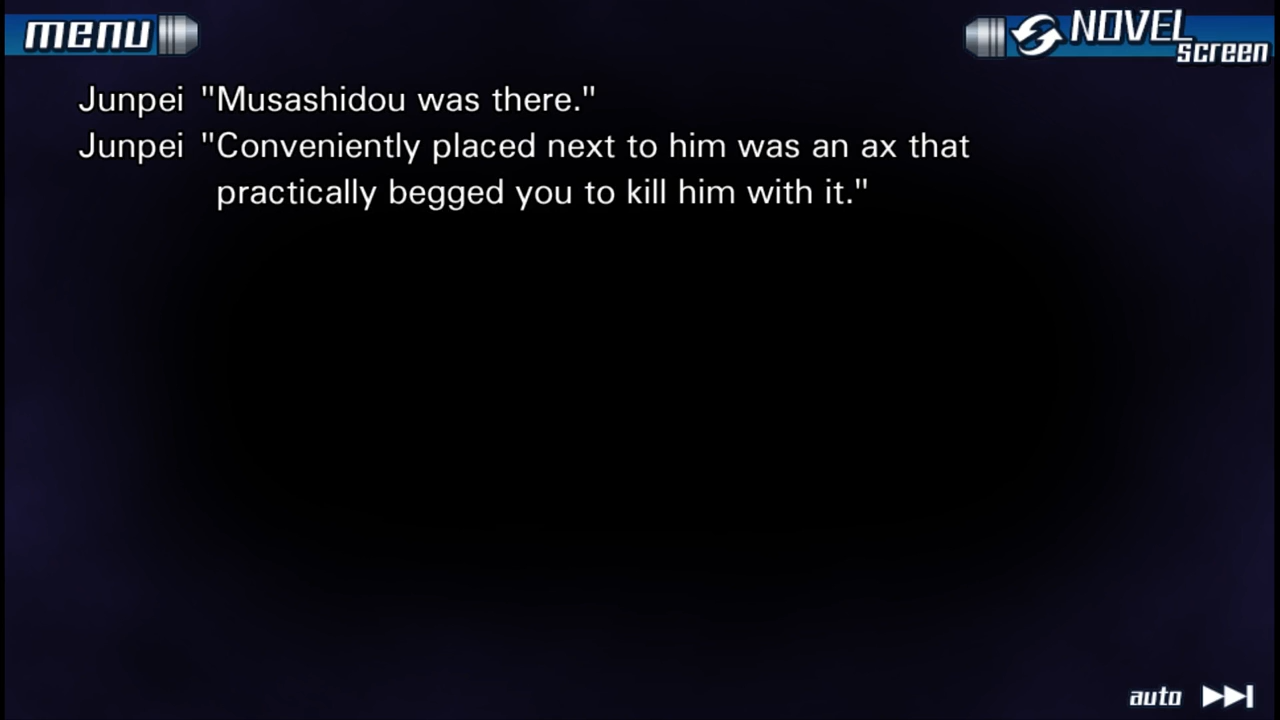 menu
NOVEL
screen
Junpei "Musashidou was there."
Junpei "Conveniently placed next to him was an ax that
practically begged you to kill him with it."
auto